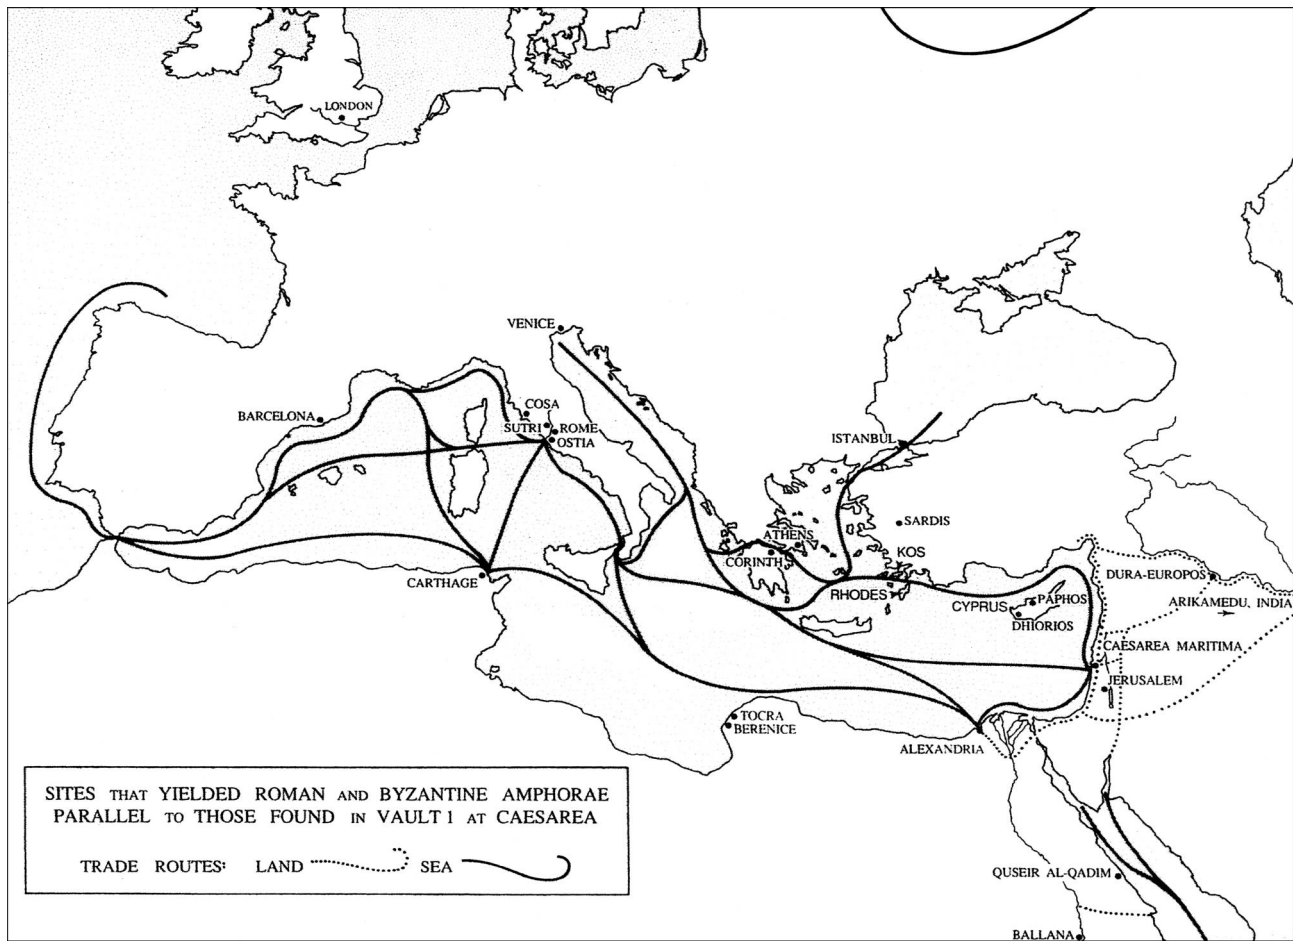 LONDON
VENICE
BARCELONA
COSA
SUTRI
ROME
OSTIA
ISTANBUL
SARDIS
ATHENS
CORINTH
KOS
CARTHAGE
RHODES
DURA-EUROPOS
CYPRUS
PAPHOS
ARIKAMEDU, INDIA
DHIORIOS
CAESAREA MARITIMA
JERUSALEM
TOCRA
BERENICE
ALEXANDRIA
SITES THAT YIELDED ROMAN AND BYZANTINE AMPHORAE
PARALLEL TO THOSE FOUND IN VAULT 1 AT CAESAREA
TRADE ROUTES: LAND SEA
QUSEIR AL-QADIM
BALLANA